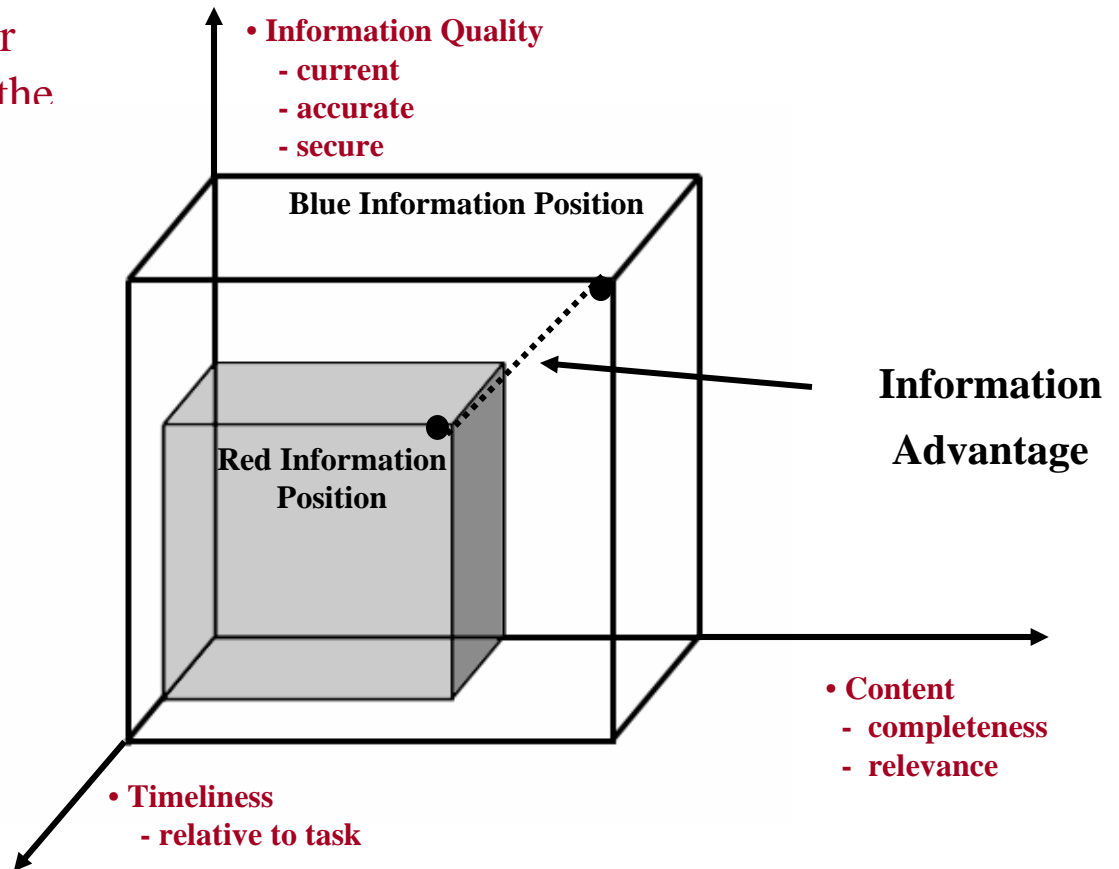 r
the
• Information Quality
- current
- accurate
- secure
Blue Information Position
Red Information
Position
Information
Advantage
• Content
- completeness
- relevance
• Timeliness
- relative to task